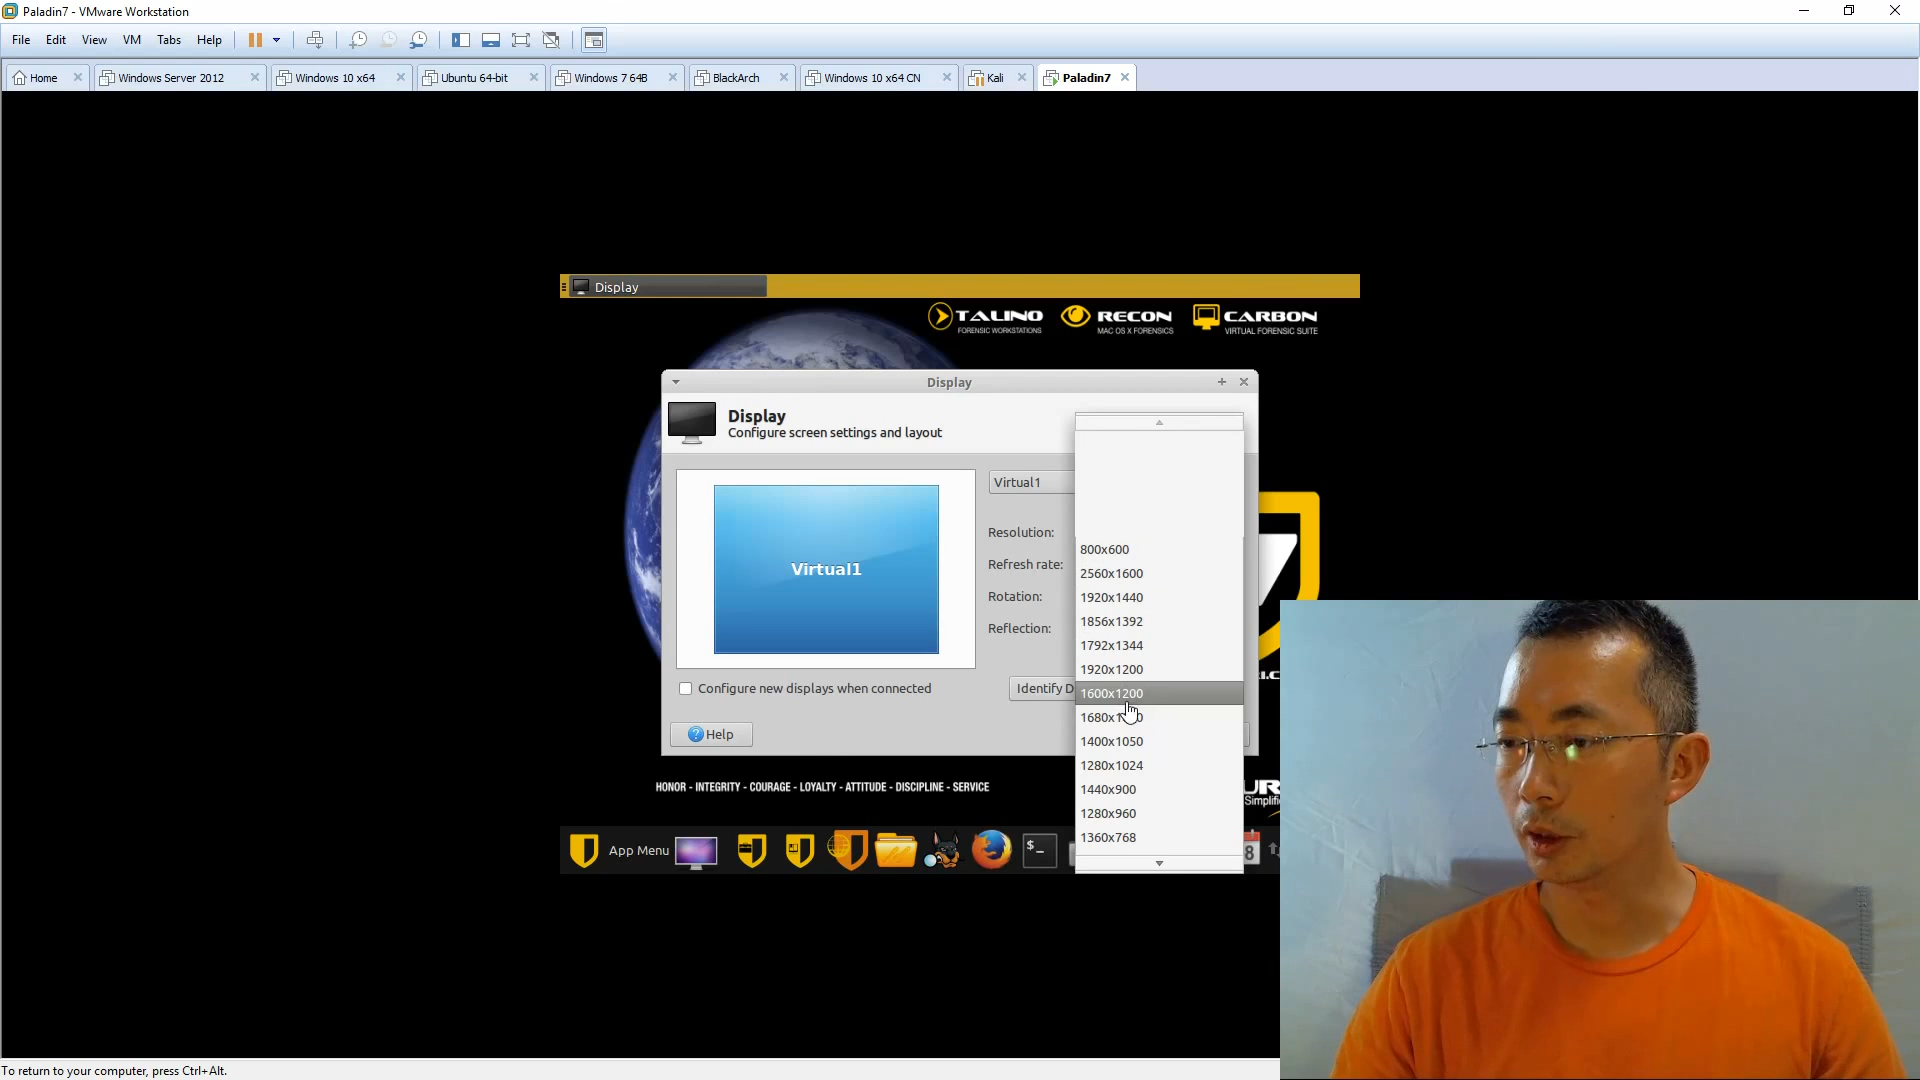 Paladin7 - VMware Workstation
File Edit View VM Tabs Help
Home Windows Server 2012 Windows 10 x64 Ubuntu 64-bit Windows 7 64B BlackArch Windows 10 x64 CN Kali Paladin7
Display
TALINO RECON CARBON
FORENSIC WORKSTATIONS MAC OS X FORENSICS VIRTUAL FORENSIC SUITE
Display
Display
Configure screen settings and layout
Virtual1
Virtual1
Resolution:
Refresh rate:
Rotation:
Reflection:
800x600
2560x1600
1920x1440
1856x1392
1792x1344
1920x1200
1600x1200
1400x1050
1280x1024
1440x900
1280x960
1360x768
Configure new displays when connected
Identify D
Help
HONOR - INTEGRITY - COURAGE - LOYALTY - ATTITUDE - DISCIPLINE - SERVICE
App Menu
$_
8
To return to your computer, press Ctrl+Alt.